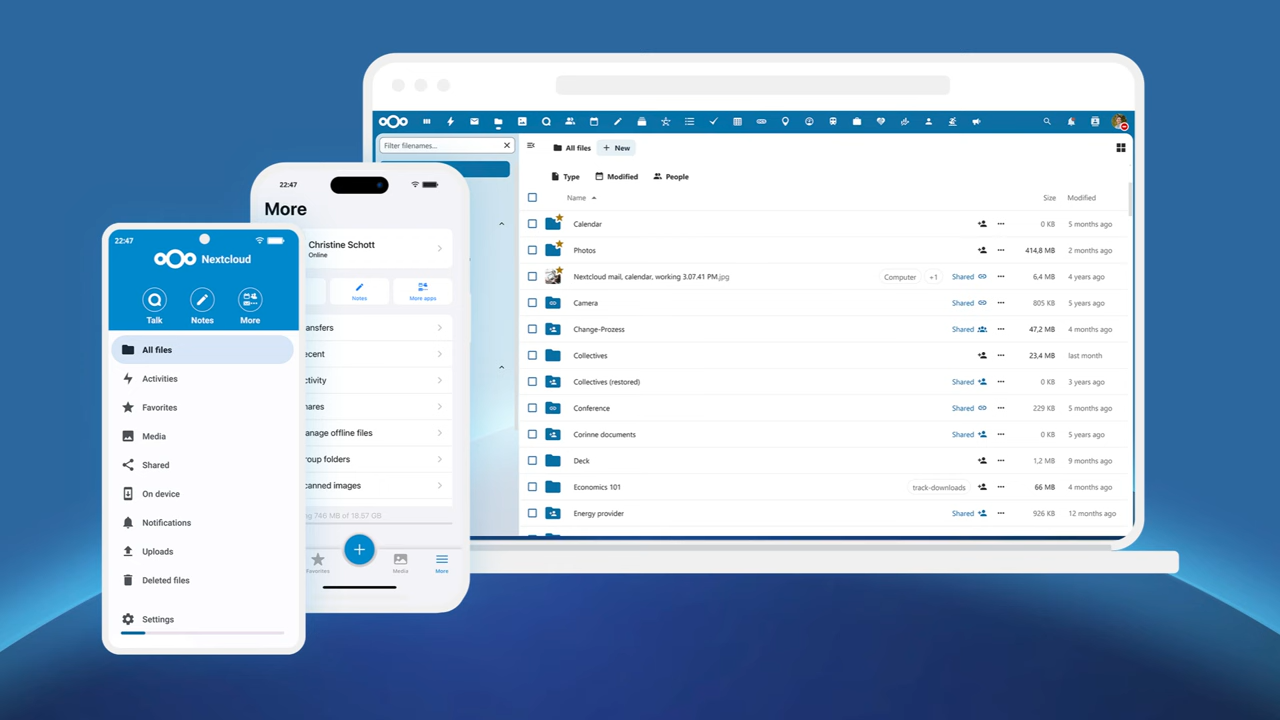 22:47
Nextcloud
Talk Notes More
All files
Activities
Favorites
Media
Shared
On device
Notifications
Uploads
Deleted files
Settings
22:47
More
Christine Schott
Online
Notes More apps
ansfers
ecent
ctivity
hares
anage offline files
roup folders
canned images
g 746 MB of 18.57 GB
Favorites Media More
Filter filenames...
All files + New
Type Modified People
Name Size Modified
Calendar 0 KB 5 months ago
Photos 414,8 MB 2 months ago
Nextcloud mail, calendar, working 3.07.41 PM.jpg Computer +1 Shared 6,4 MB 4 years ago
Camera Shared 805 KB 5 years ago
Change-Prozess Shared 47,2 MB 4 months ago
Collectives 23,4 MB last month
Collectives (restored) Shared 0 KB 3 years ago
Conference Shared 229 KB 5 months ago
Corinne documents Shared 0 KB 5 years ago
Deck 1,2 MB 9 months ago
Economics 101 track-downloads 66 MB 4 months ago
Energy provider Shared 926 KB 12 months ago